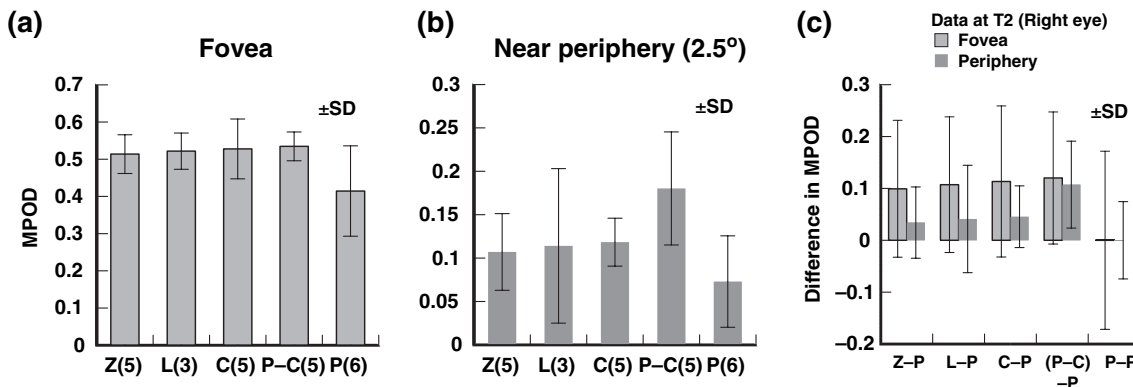 (a)
Fovea
0.7
0.6
0.5
0.4
0.3
0.2
0.1
0
MPOD
±SD
Z(5) L(3) C(5) P–C(5) P(6)
(b)
Near periphery (2.5º)
0.3
0.25
0.2
0.15
0.1
0.05
0
±SD
Z(5) L(3) C(5) P–C(5) P(6)
(c)
Data at T2 (Right eye)
Fovea
Periphery
0.3
0.2
0.1
0
–0.1
–0.2
Difference in MPOD
±SD
Z–P L–P C–P (P–C) P–P
–P